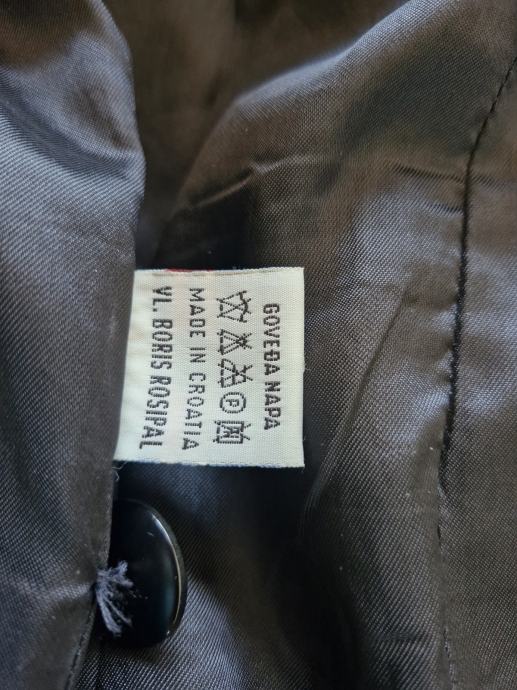 GOVEĐA NAPA
P
MADE IN CROATIA
VL. BORIS ROSIPAL